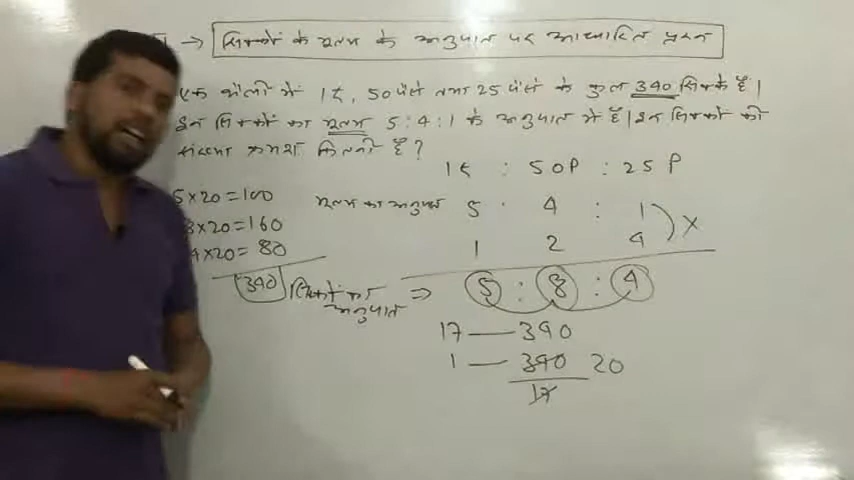 → सिक्कों के मूल्य के अनुपात पर आधारित प्रश्न
एक थैली में 1₹, 50 पैसे तथा 25 पैसे के कुल 340 सिक्के हैं।
इन सिक्कों का मूल्य 5 : 4 : 1 के अनुपात में है। इन सिक्कों की
संख्या क्रमशः कितनी है?
1₹ : 50P : 25P
मूल्य का अनुपात 5 : 4 : 1
1 2 4 ×
5×20=100
8×20=160
4×20=80
340
सिक्कों का अनुपात ⇒ 5 : 8 : 4
17 — 340
1 — 340 20
17